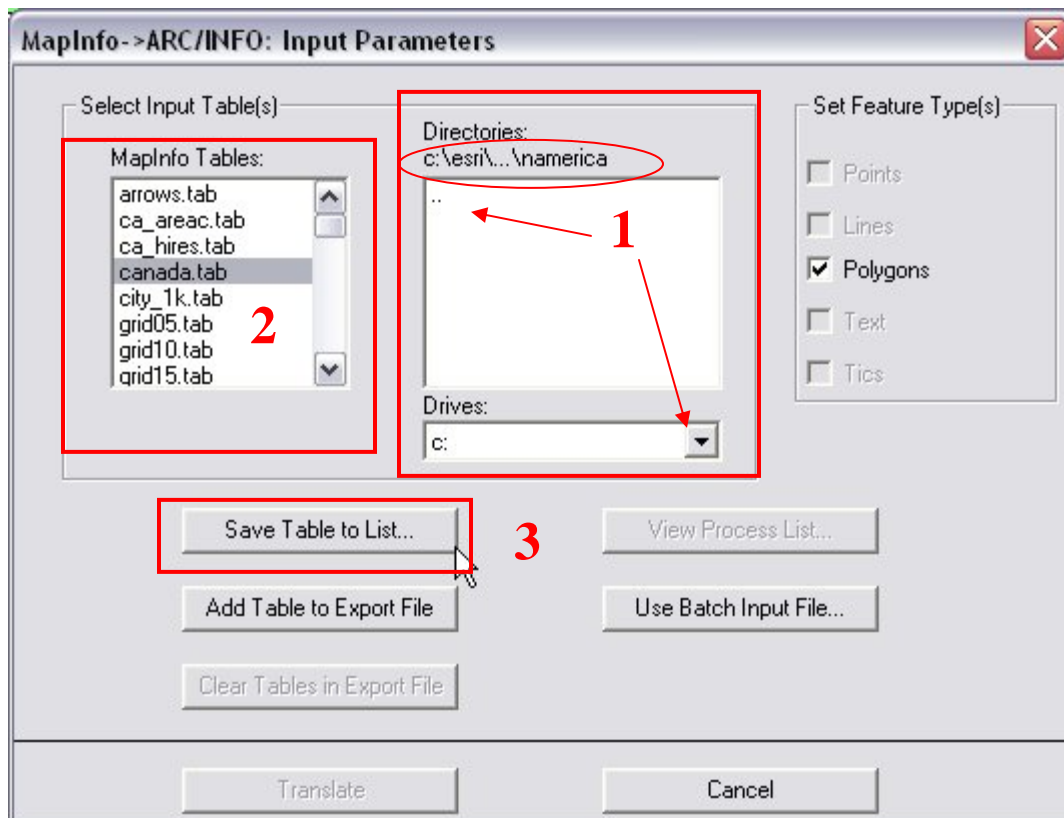 MapInfo->ARC/INFO: Input Parameters
Select Input Table(s)
MapInfo Tables:
arrows.tab
ca_areac.tab
ca_hires.tab
canada.tab
city_1k.tab
grid05.tab
grid10.tab
grid15.tab
2
Directories:
c:\esri\...\namerica
..
1
Drives:
c:
Set Feature Type(s)
Points
Lines
Polygons
Text
Tics
Save Table to List...
3
View Process List...
Add Table to Export File
Use Batch Input File...
Clear Tables in Export File
Translate
Cancel